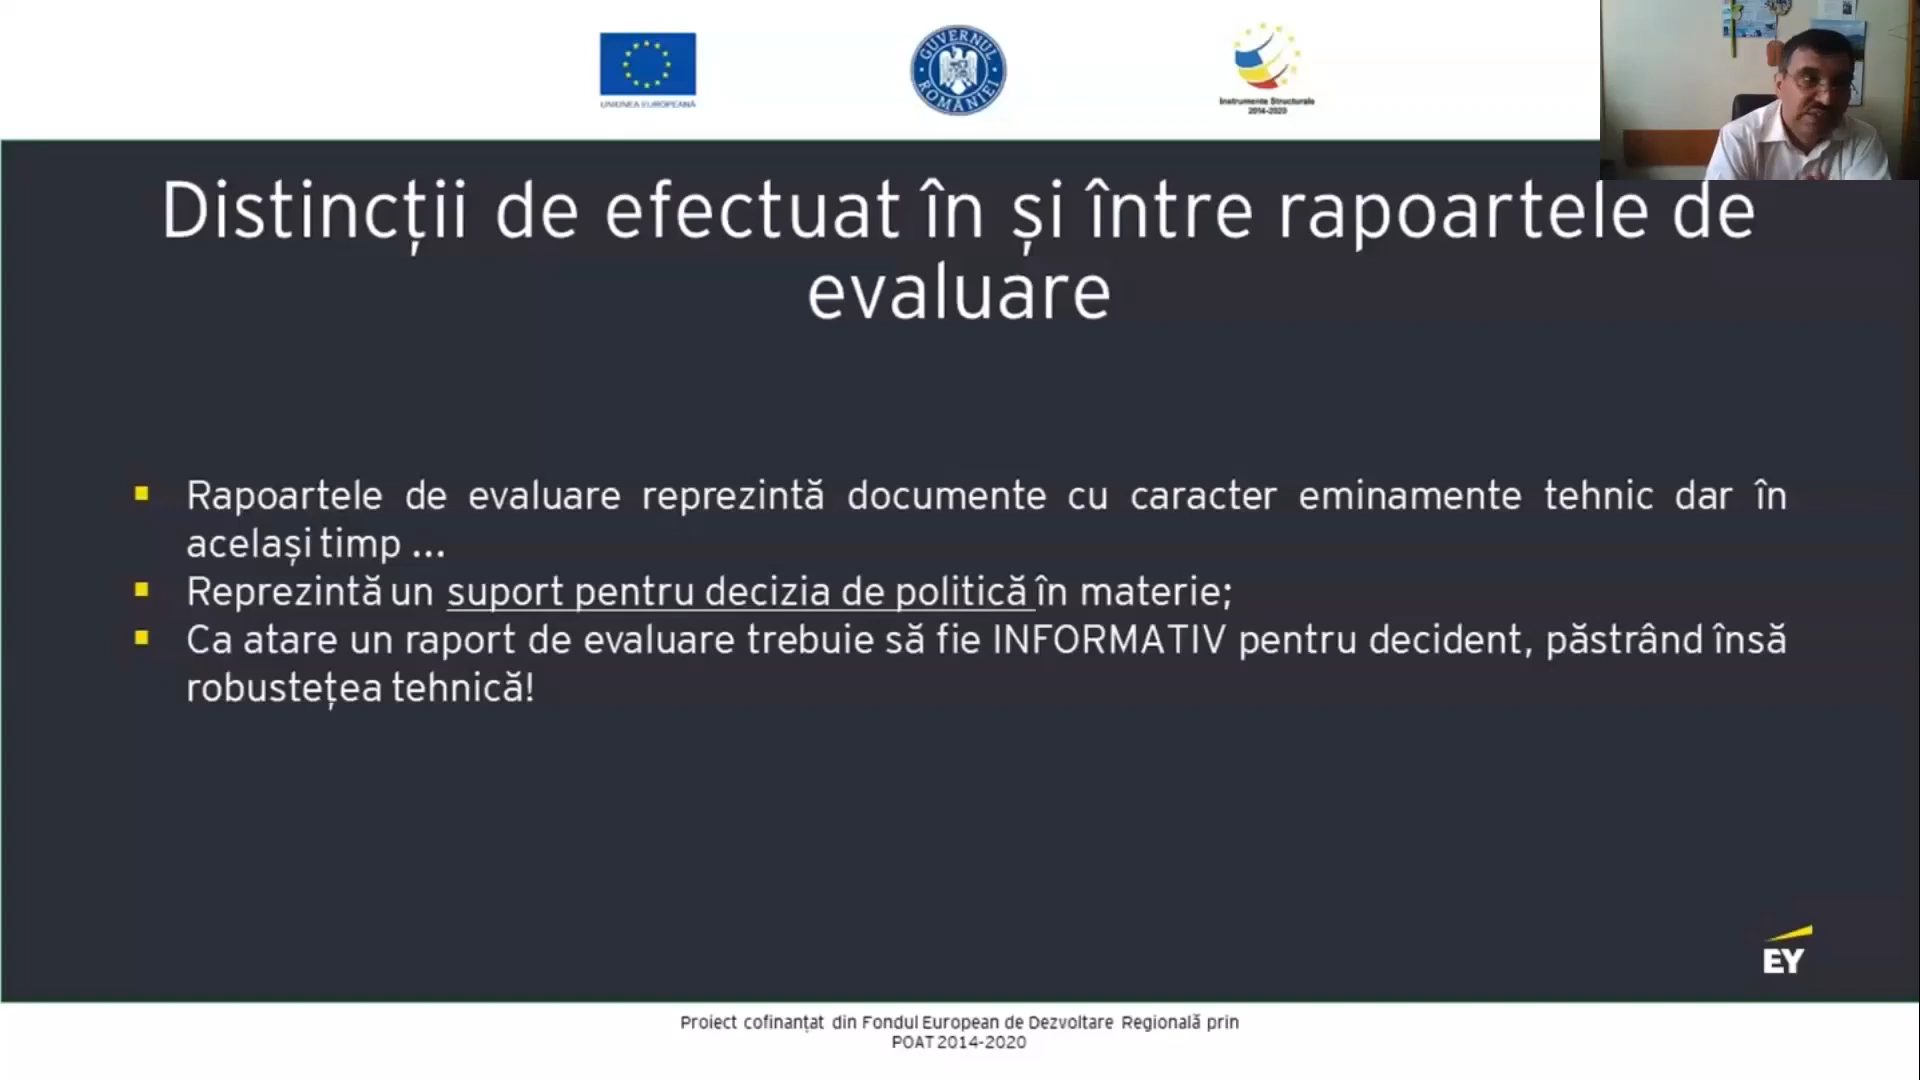 UNIUNEA EUROPEANĂ
GUVERNUL ROMÂNIEI
Instrumente Structurale
2014-2020
Distincții de efectuat în și între rapoartele de
evaluare
Rapoartele de evaluare reprezintă documente cu caracter eminamente tehnic dar în
același timp ...
Reprezintă un suport pentru decizia de politică în materie;
Ca atare un raport de evaluare trebuie să fie INFORMATIV pentru decident, păstrând însă
robustețea tehnică!
EY
Proiect cofinanțat din Fondul European de Dezvoltare Regională prin
POAT 2014-2020